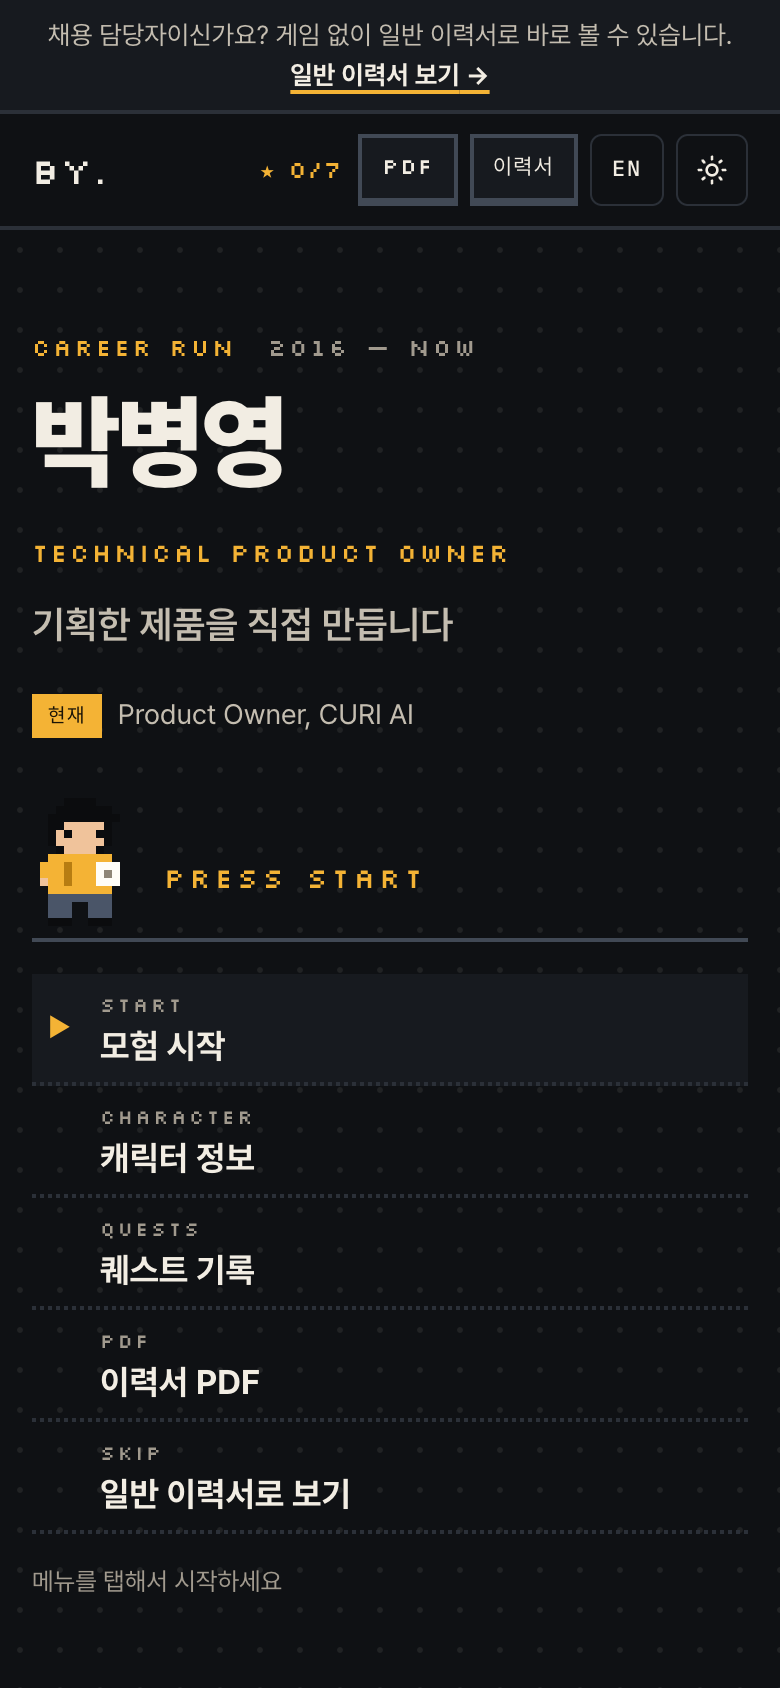 채용 담당자이신가요? 게임 없이 일반 이력서로 바로 볼 수 있습니다.
일반 이력서 보기 →
BY.
★ 0/7
PDF
이력서
EN
CAREER RUN 2016 — NOW
박병영
TECHNICAL PRODUCT OWNER
기획한 제품을 직접 만듭니다
현재 Product Owner, CURI AI
PRESS START
START
▶ 모험 시작
CHARACTER
캐릭터 정보
QUESTS
퀘스트 기록
PDF
이력서 PDF
SKIP
일반 이력서로 보기
메뉴를 탭해서 시작하세요